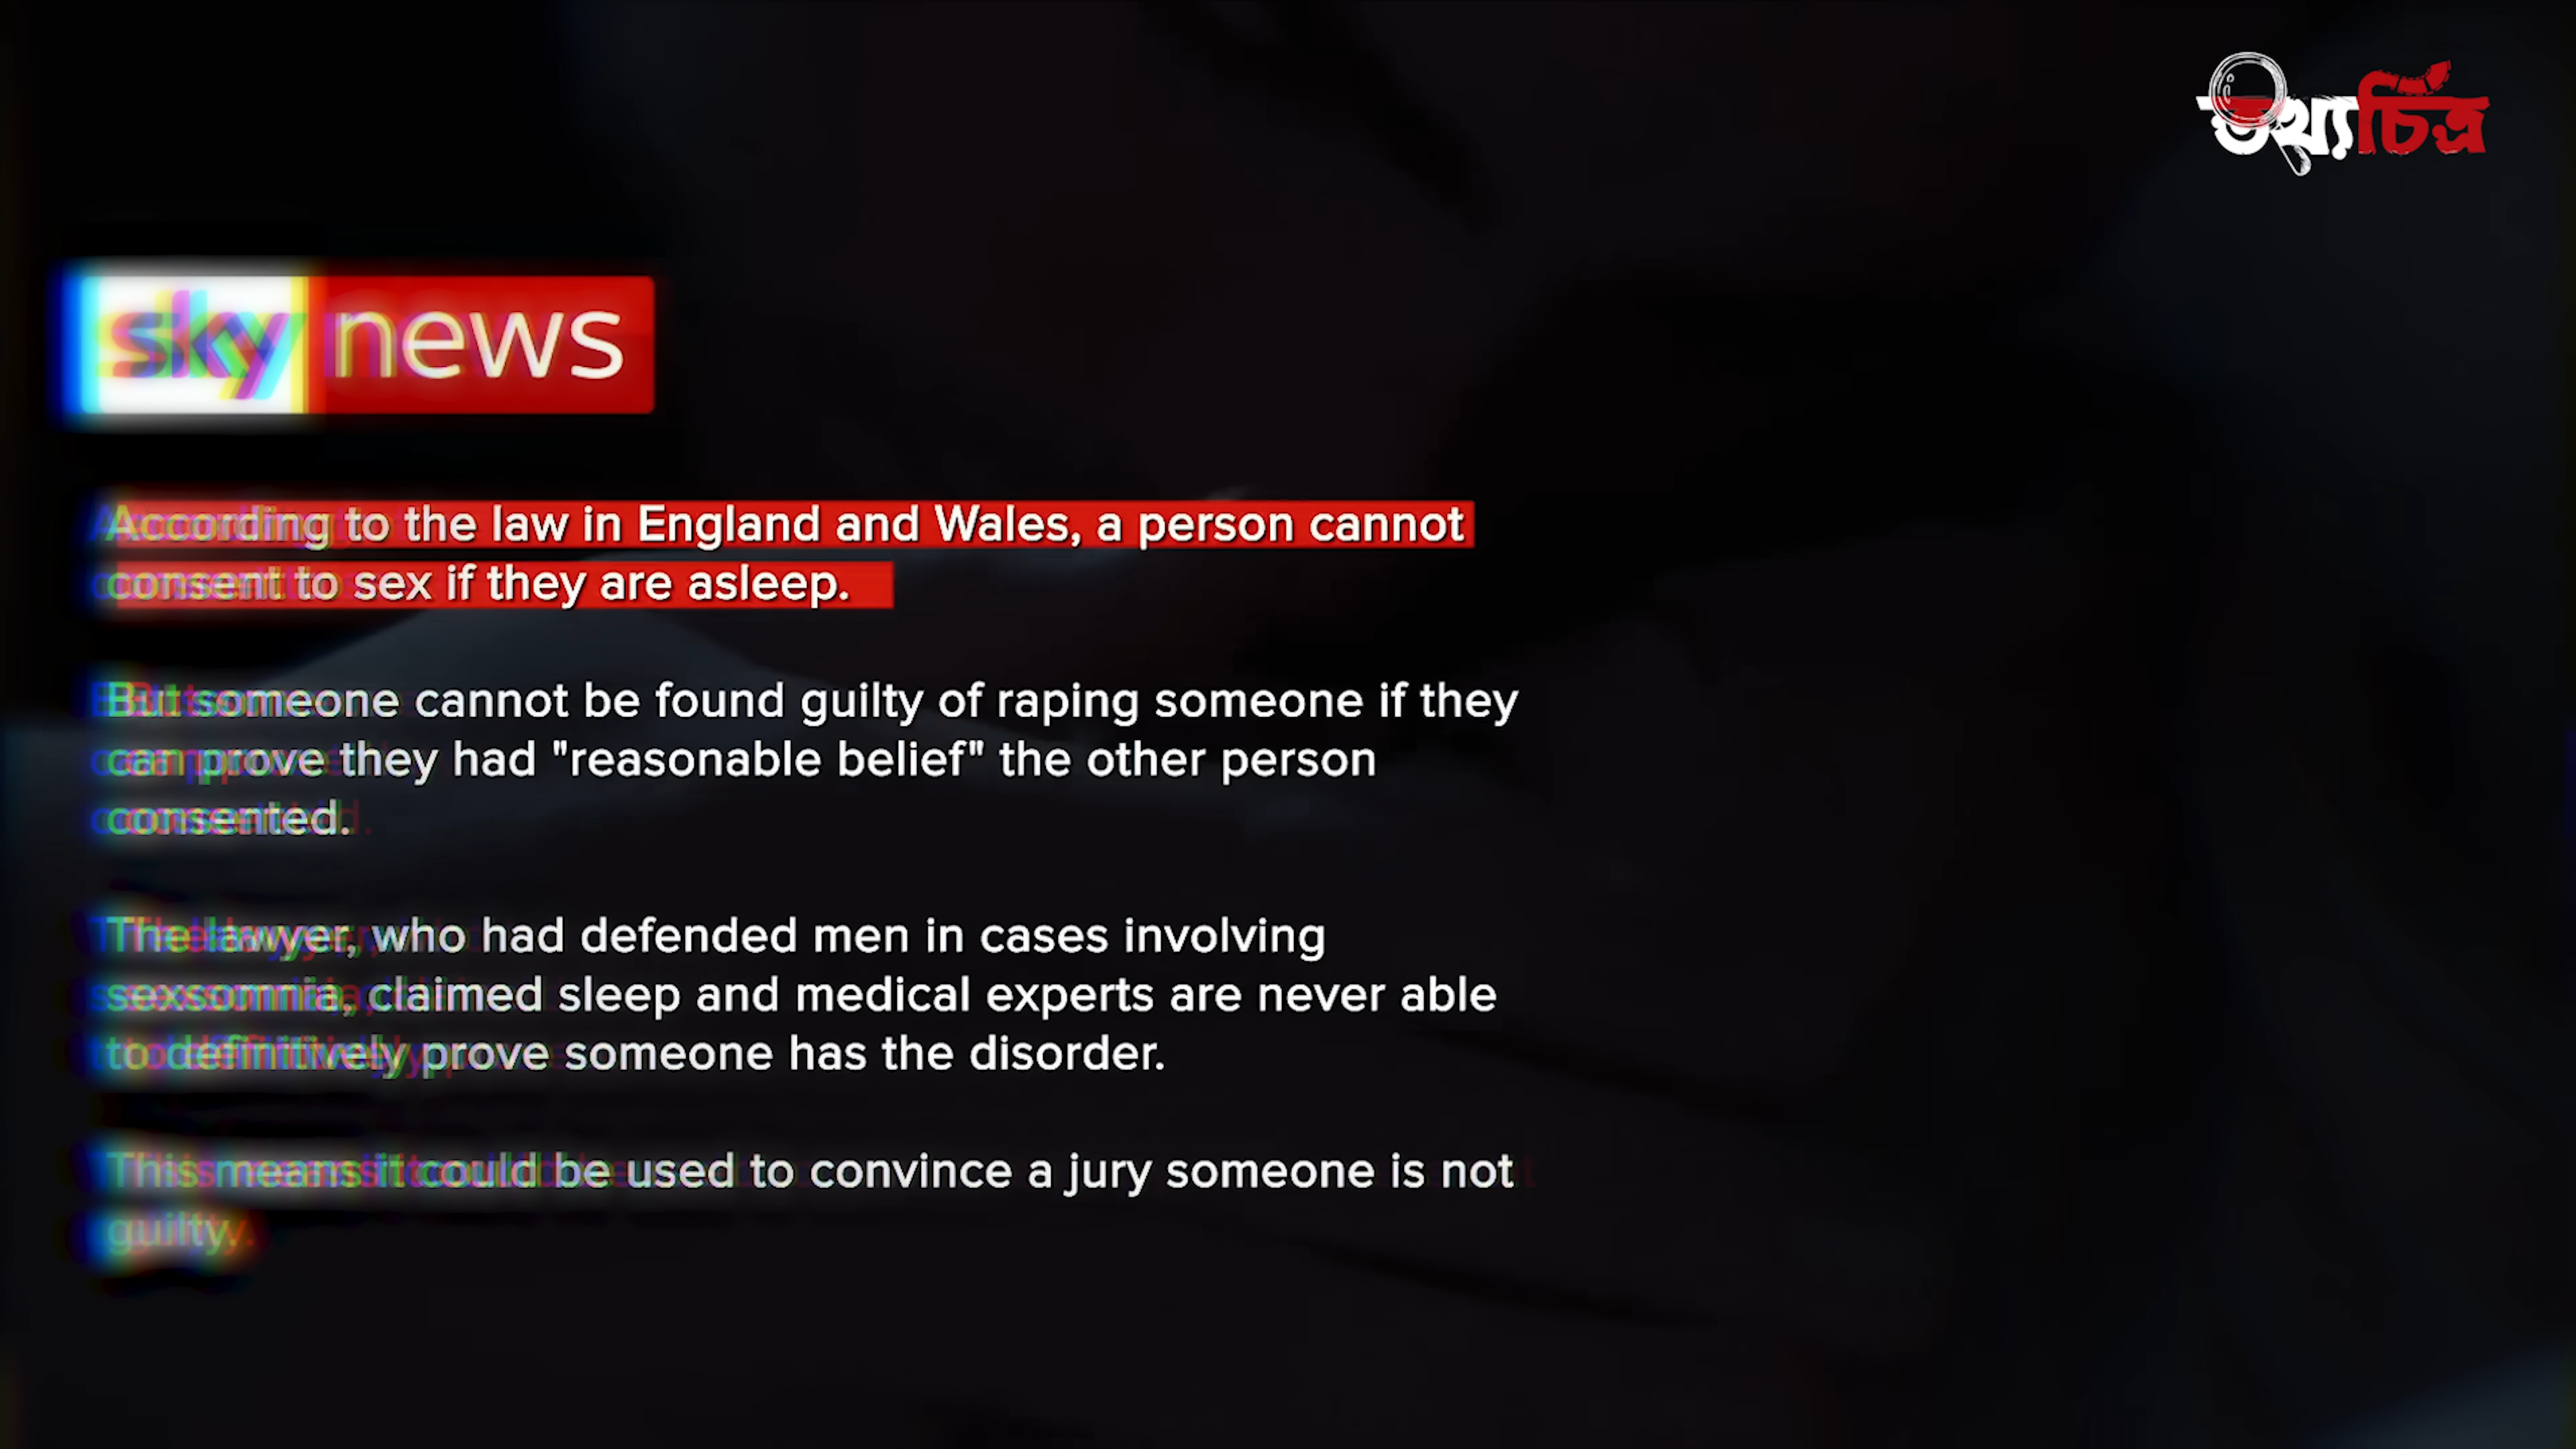 তথ্যচিত্র
sky news
According to the law in England and Wales, a person cannot
consent to sex if they are asleep.
But someone cannot be found guilty of raping someone if they
can prove they had "reasonable belief" the other person
consented.
The lawyer, who had defended men in cases involving
sexsomnia, claimed sleep and medical experts are never able
to definitively prove someone has the disorder.
This means it could be used to convince a jury someone is not
guilty.